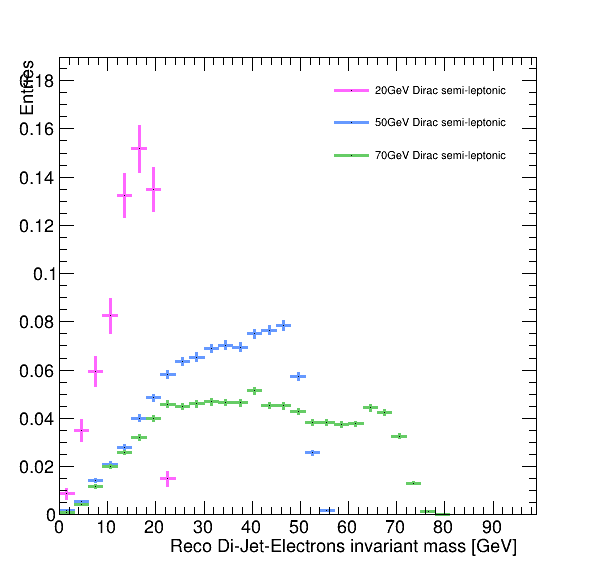 Entries
0.18
0.16
0.14
0.12
0.1
0.08
0.06
0.04
0.02
0
20GeV Dirac semi-leptonic
50GeV Dirac semi-leptonic
70GeV Dirac semi-leptonic
0 10 20 30 40 50 60 70 80 90
Reco Di-Jet-Electrons invariant mass [GeV]